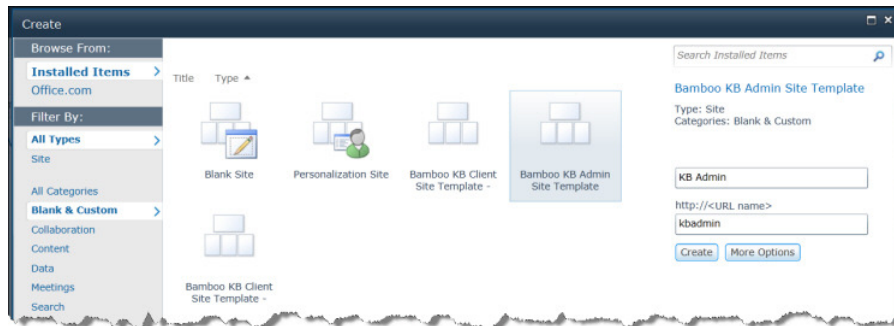 Create
Browse From:
Installed Items
Office.com
Filter By:
All Types
Site
All Categories
Blank & Custom
Collaboration
Content
Data
Meetings
Search
Title Type
Blank Site
Personalization Site
Bamboo KB Client
Site Template -
Bamboo KB Admin
Site Template
Bamboo KB Client
Site Template -
Search Installed Items
Bamboo KB Admin Site Template
Type: Site
Categories: Blank & Custom
KB Admin
http://<URL name>
kbadmin
Create More Options